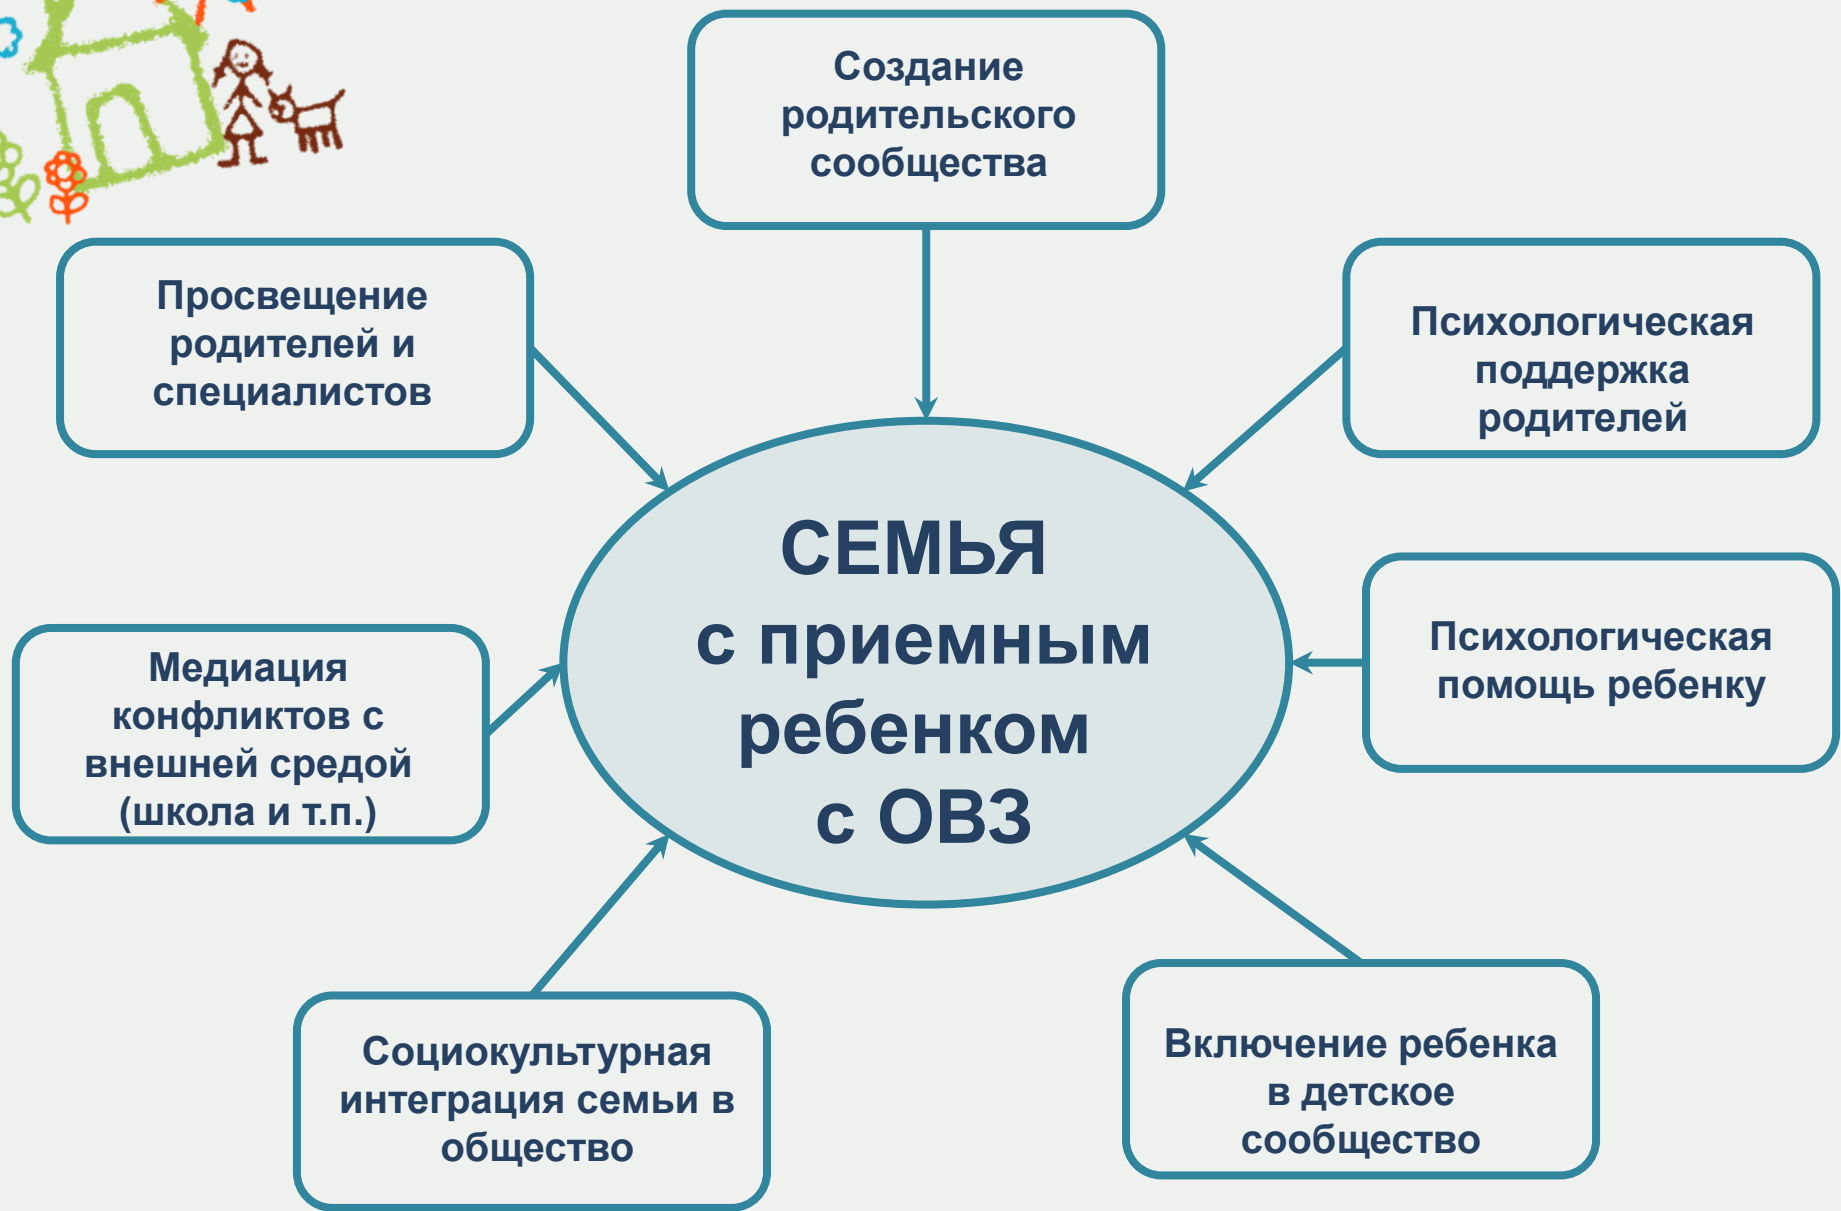 Создание
родительского
сообщества
Просвещение
родителей и
специалистов
Психологическая
поддержка
родителей
СЕМЬЯ
с приемным
ребенком
с ОВЗ
Психологическая
помощь ребенку
Медиация
конфликтов с
внешней средой
(школа и т.п.)
Социокультурная
интеграция семьи в
общество
Включение ребенка
в детское
сообщество